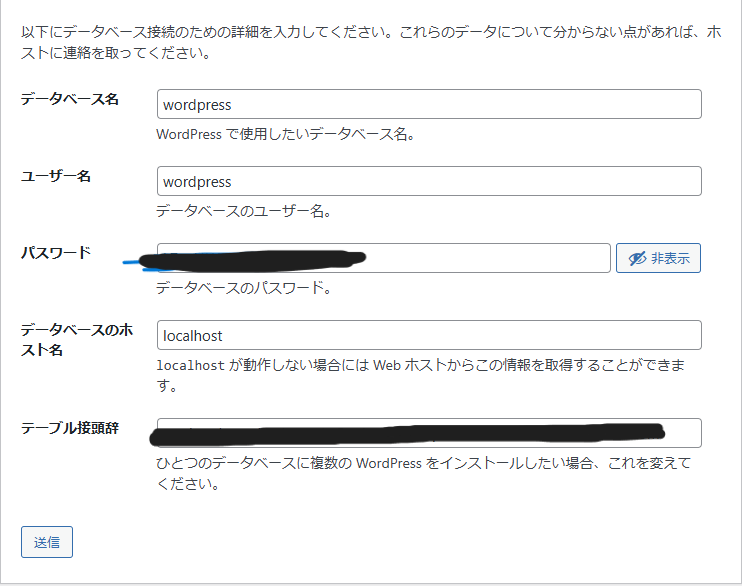 以下にデータベース接続のための詳細を入力してください。これらのデータについて分からない点があれば、ホ
ストに連絡を取ってください。
データベース名
wordpress
WordPress で使用したいデータベース名。
ユーザー名
wordpress
データベースのユーザー名。
パスワード
非表示
データベースのパスワード。
データベースのホ
スト名
localhost
localhost が動作しない場合には Web ホストからこの情報を取得することができま
す。
テーブル接頭辞
ひとつのデータベースに複数の WordPress をインストールしたい場合、これを変えて
ください。
送信